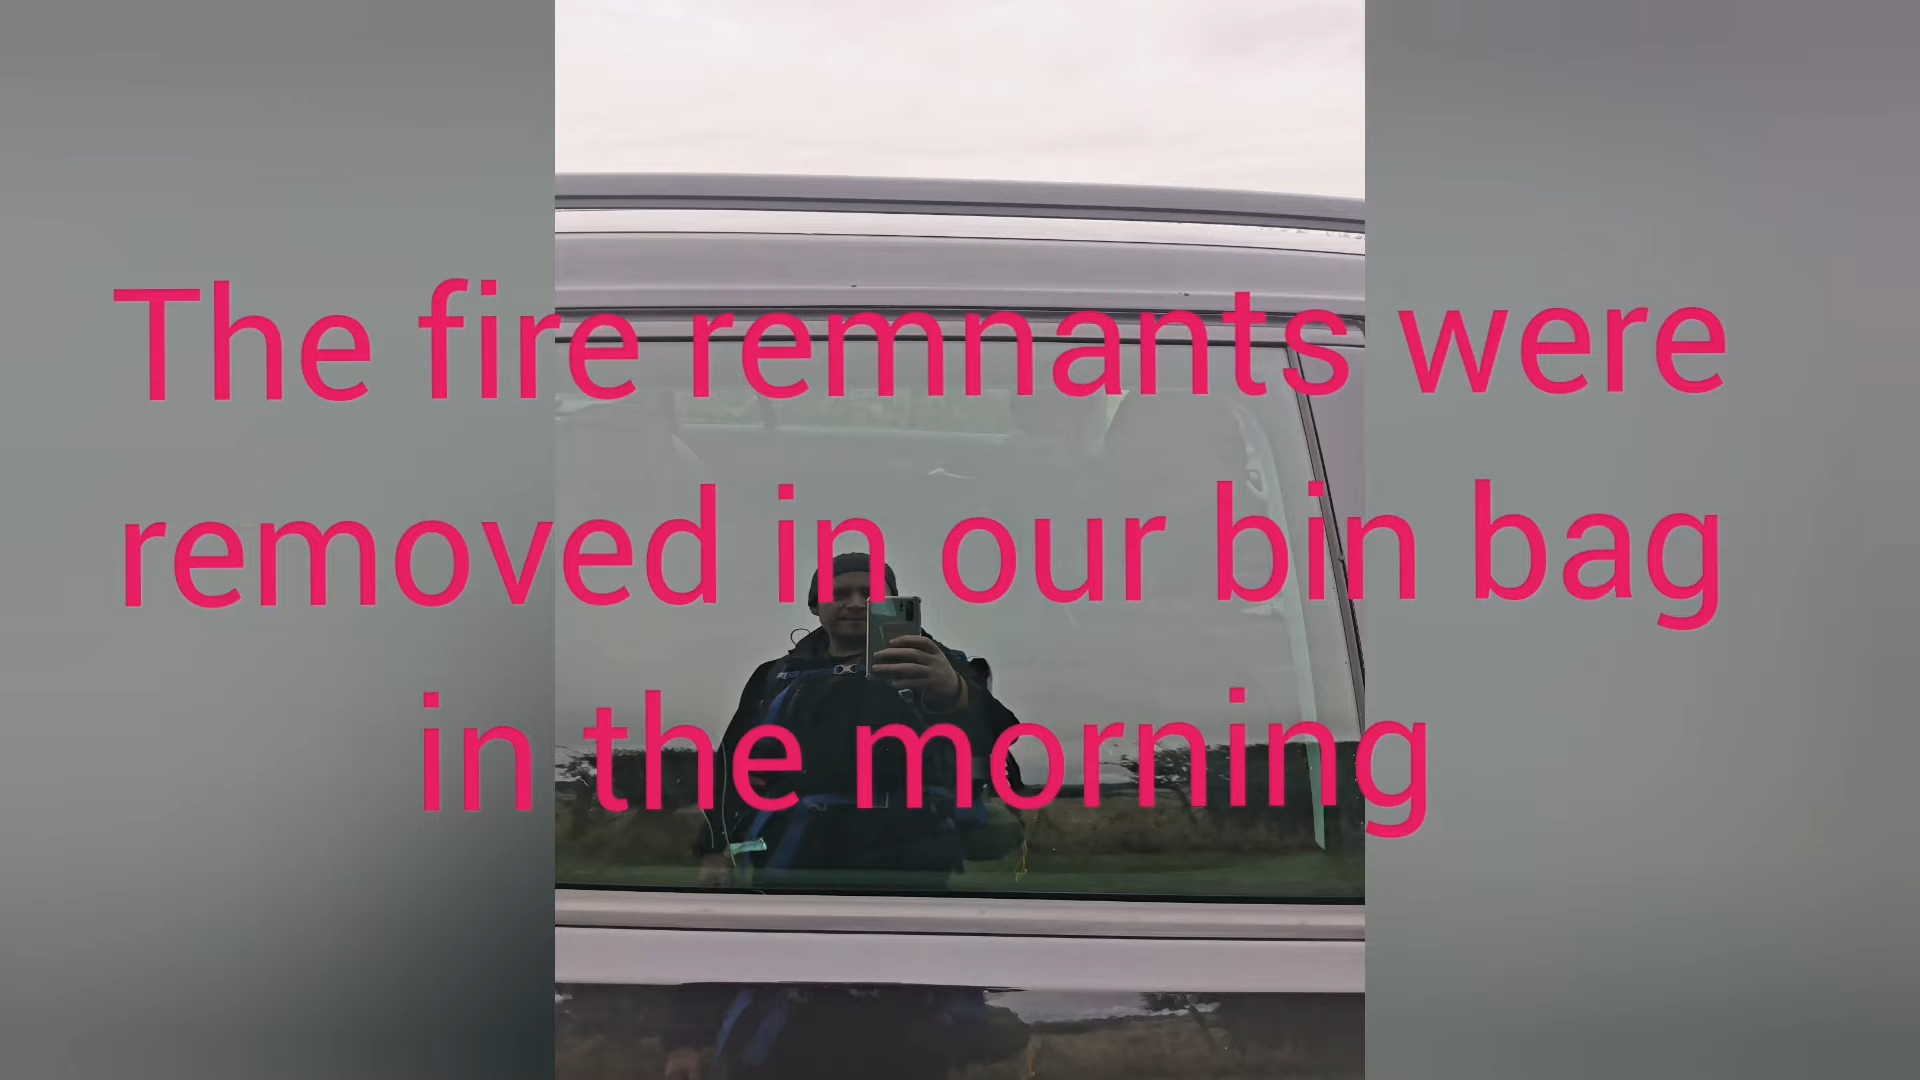 The fire remnants were
removed in our bin bag
in the morning